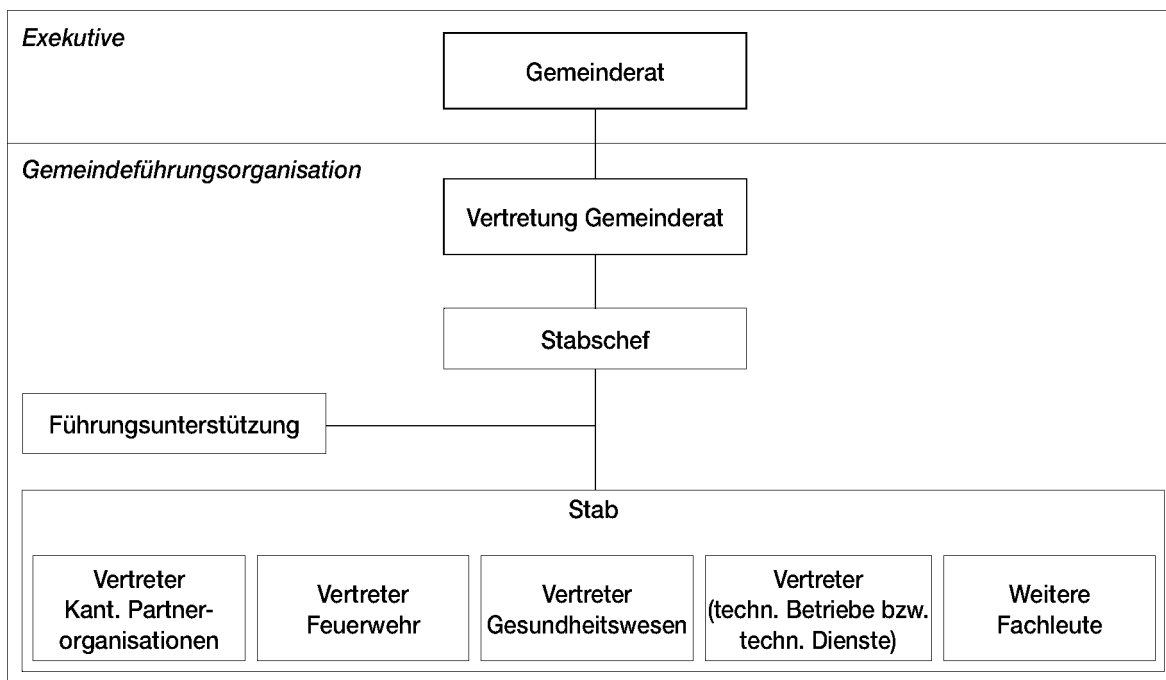 Exekutive
Gemeinderat
Gemeindeführungsorganisation
Vertretung Gemeinderat
Stabschef
Führungsunterstützung
Stab
Vertreter
Kant. Partner-
organisationen
Vertreter
Feuerwehr
Vertreter
Gesundheitswesen
Vertreter
(techn. Betriebe bzw.
techn. Dienste)
Weitere
Fachleute